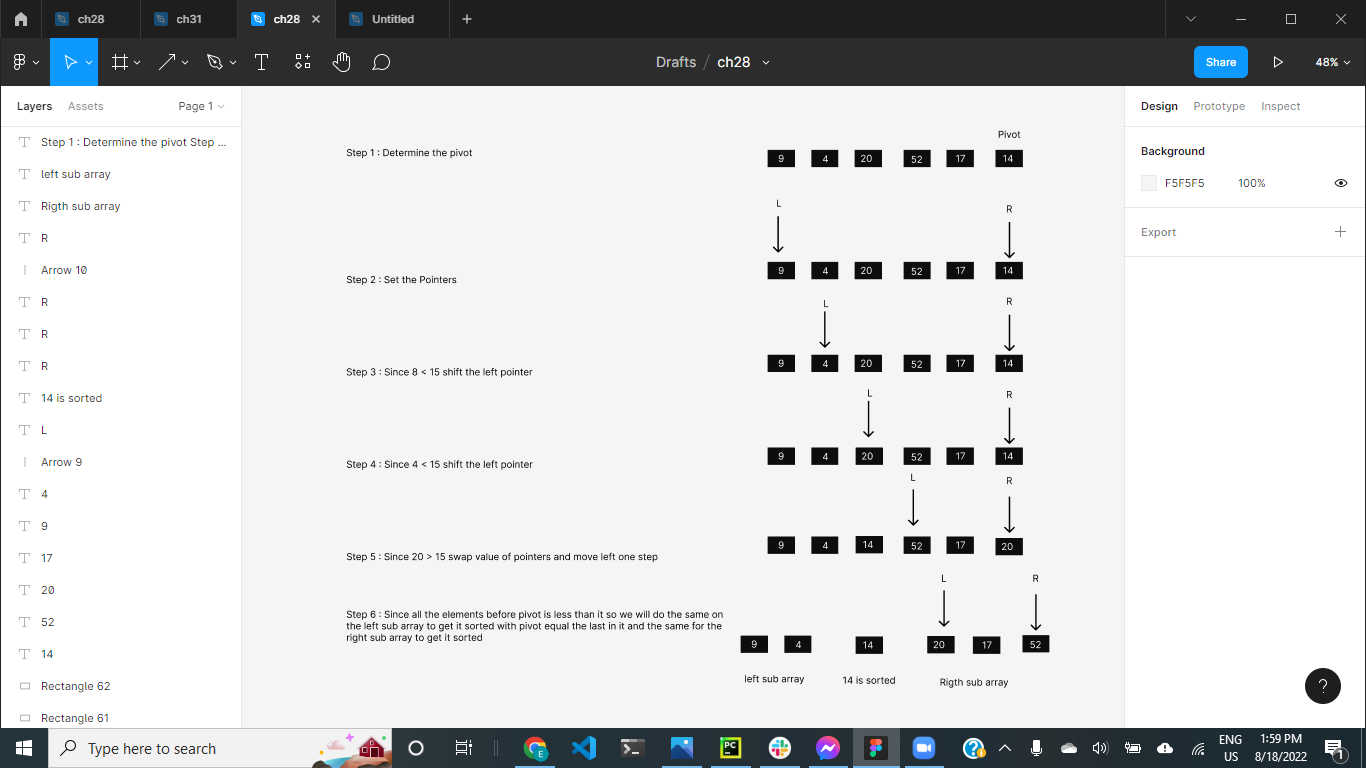 ch28
ch31
ch28
Untitled
Drafts / ch28
Share
48%
Layers
Assets
Page 1
Step 1 : Determine the pivot Step ...
left sub array
Rigth sub array
R
Arrow 10
R
R
R
14 is sorted
L
Arrow 9
4
9
17
20
52
14
Rectangle 62
Rectangle 61
Pivot
Step 1 : Determine the pivot
9 4 20 52 17 14
L R
9 4 20 52 17 14
Step 2 : Set the Pointers
L R
9 4 20 52 17 14
Step 3 : Since 8 < 15 shift the left pointer
L R
9 4 20 52 17 14
Step 4 : Since 4 < 15 shift the left pointer
L R
9 4 14 52 17 20
Step 5 : Since 20 > 15 swap value of pointers and move left one step
L R
Step 6 : Since all the elements before pivot is less than it so we will do the same on
the left sub array to get it sorted with pivot equal the last in it and the same for the
right sub array to get it sorted
9 4 14 20 17 52
left sub array 14 is sorted Rigth sub array
Design
Prototype
Inspect
Background
F5F5F5 100%
Export
?
Type here to search
E
PC
?
ENG
US
1:59 PM
8/18/2022
1